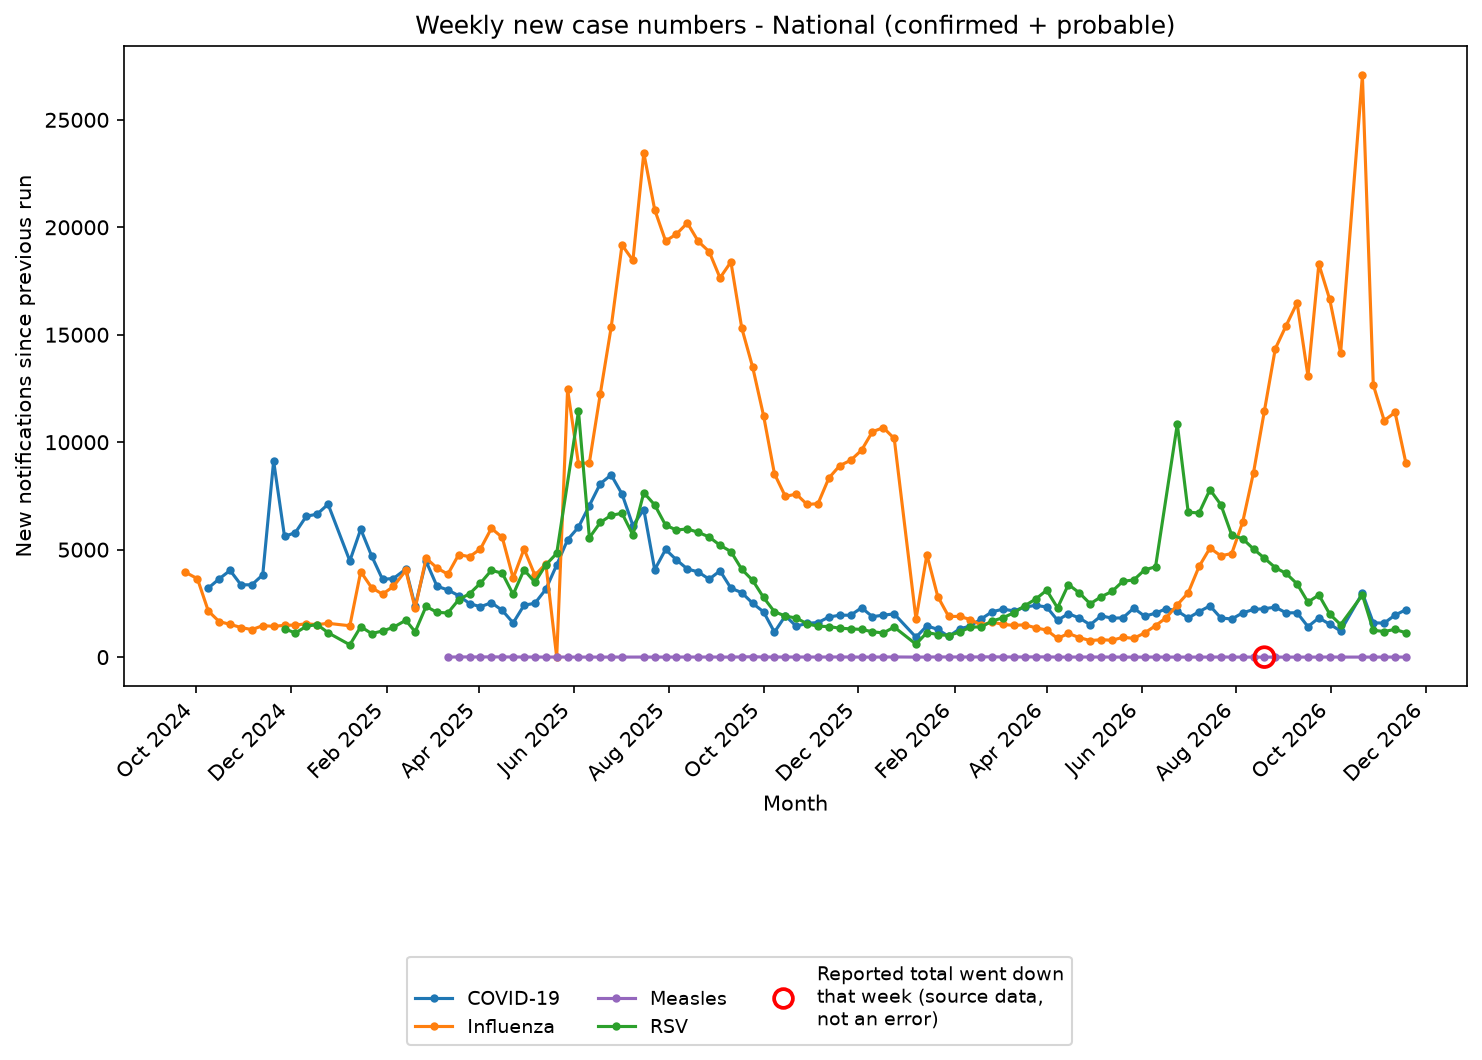 Weekly new case numbers - National (confirmed + probable)
New notifications since previous run
25000
20000
15000
10000
5000
0
Oct 2024
Dec 2024
Feb 2025
Apr 2025
Jun 2025
Aug 2025
Oct 2025
Dec 2025
Feb 2026
Apr 2026
Jun 2026
Aug 2026
Oct 2026
Dec 2026
Month
COVID-19
Influenza
Measles
RSV
Reported total went down
that week (source data,
not an error)